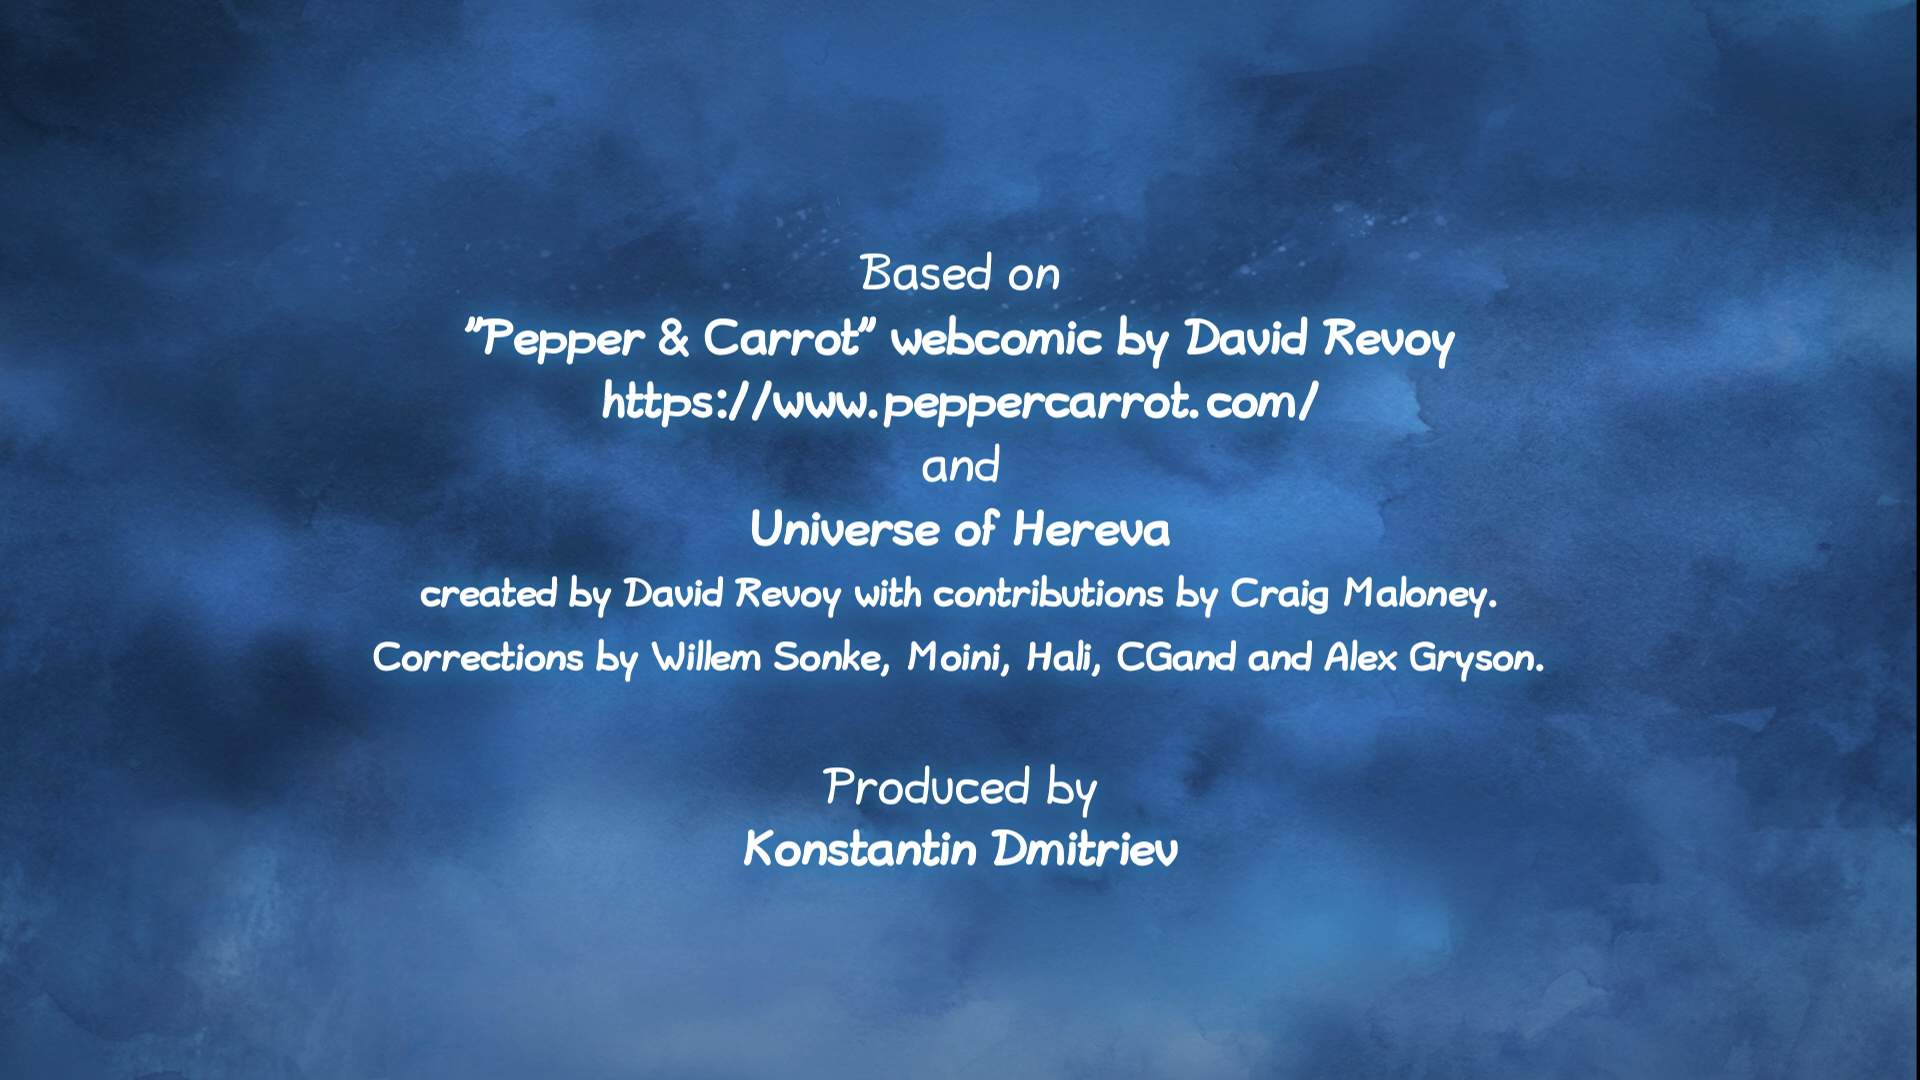 Based on
"Pepper & Carrot" webcomic by David Revoy
https://www.peppercarrot.com/
and
Universe of Hereva
created by David Revoy with contributions by Craig Maloney.
Corrections by Willem Sonke, Moini, Hali, CGand and Alex Gryson.
Produced by
Konstantin Dmitriev